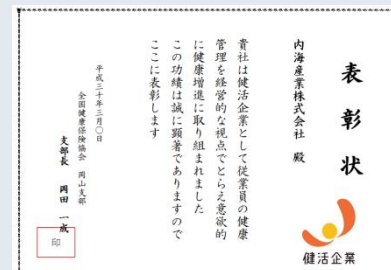 表彰状
健活企業
内海産業株式会社 殿
貴社は健活企業として従業員の健康
管理を経営的な視点でとらえ意欲的
に健康増進に取り組まれました
この功績は誠に顕著でありますので
ここに表彰します
平成三十年三月〇日
全国健康保険協会 岡山支部
支部長 岡田 一成
印